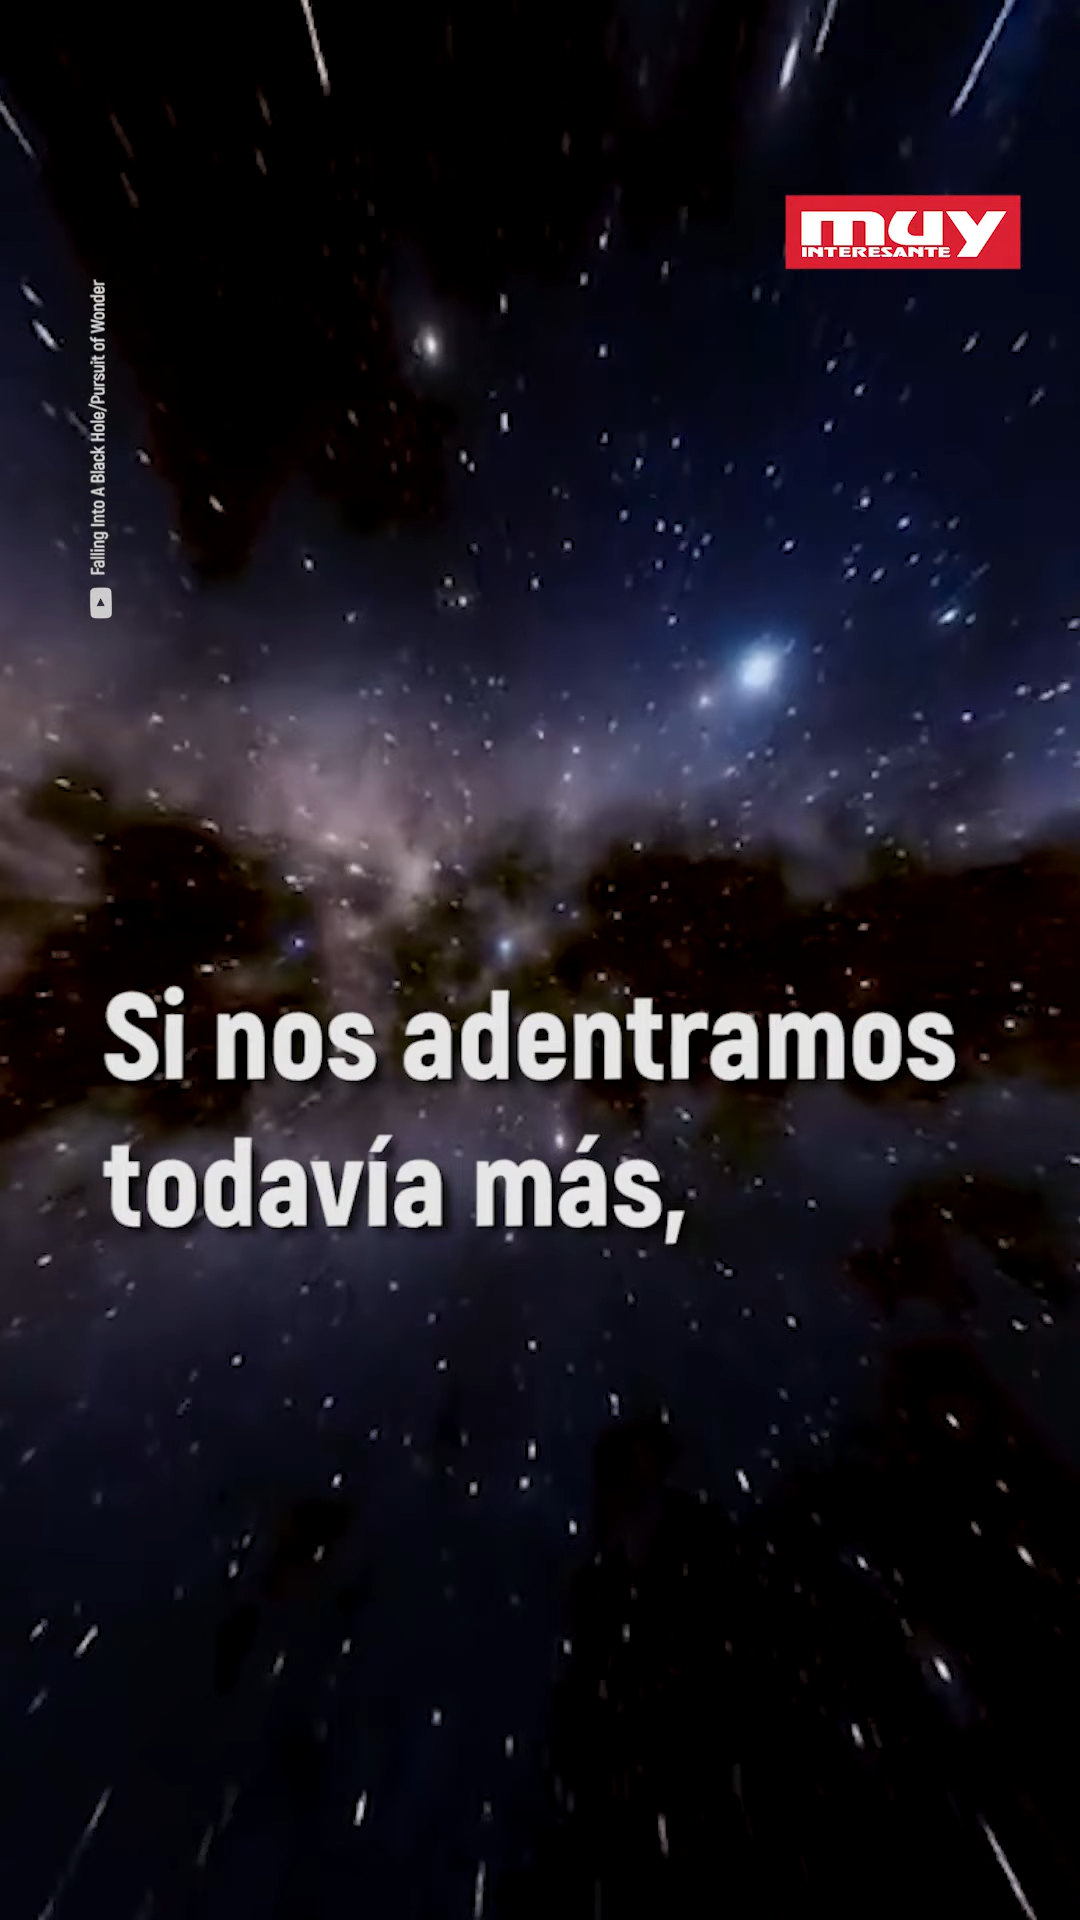 muy
INTERESANTE
Falling Into A Black Hole/Pursuit of Wonder
Si nos adentramos
todavía más,